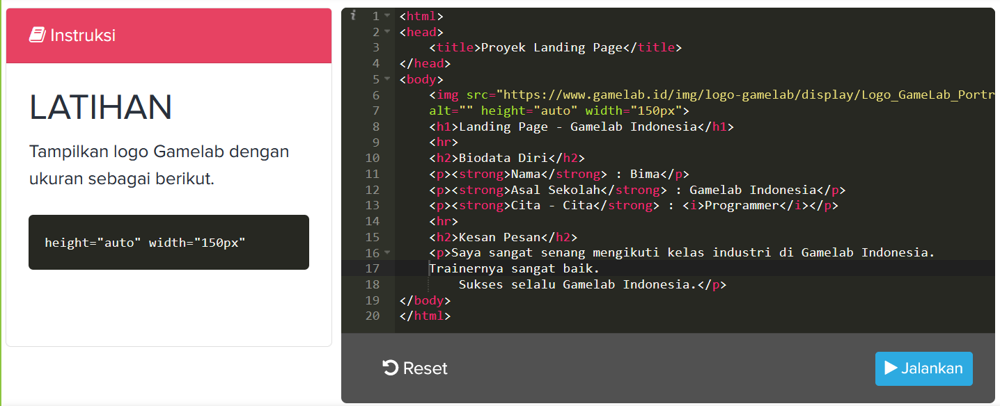 Instruksi
LATIHAN
Tampilkan logo Gamelab dengan
ukuran sebagai berikut.
height="auto" width="150px"
i 1 <html>
2 <head>
3 <title>Proyek Landing Page</title>
4 </head>
5 <body>
6 <img src="https://www.gamelab.id/img/logo-gamelab/display/Logo_GameLab_Portr
7 alt="" height="auto" width="150px">
8 <h1>Landing Page - Gamelab Indonesia</h1>
9 <hr>
10 <h2>Biodata Diri</h2>
11 <p><strong>Nama</strong> : Bima</p>
12 <p><strong>Asal Sekolah</strong> : Gamelab Indonesia</p>
13 <p><strong>Cita - Cita</strong> : <i>Programmer</i></p>
14 <hr>
15 <h2>Kesan Pesan</h2>
16 <p>Saya sangat senang mengikuti kelas industri di Gamelab Indonesia.
17 Trainernya sangat baik.
18 Sukses selalu Gamelab Indonesia.</p>
19 </body>
20 </html>
Reset
Jalankan